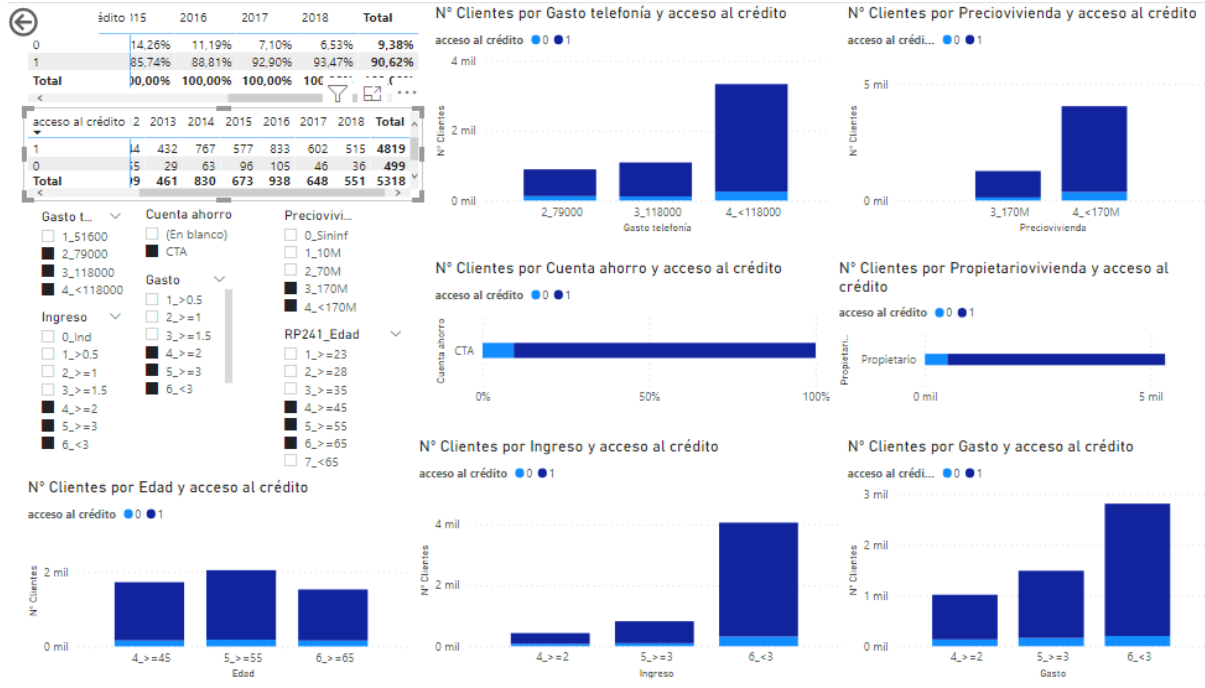 édito 15 2016 2017 2018 Total
0 14,26% 11,19% 7,10% 6,53% 9,38%
1 85,74% 88,81% 92,90% 93,47% 90,62%
Total 00,00% 100,00% 100,00%
acceso al crédito 2 2013 2014 2015 2016 2017 2018 Total
1 432 767 577 833 602 515 4819
0 29 63 96 105 46 36 499
Total 461 830 673 938 648 551 5318
Gasto t...
1_51600
2_79000
3_118000
4_<118000
Ingreso
0_Ind
1_>0.5
2_>=1
3_>=1.5
4_>=2
5_>=3
6_<3
Cuenta ahorro
(En blanco)
CTA
Gasto
1_>0.5
2_>=1
3_>=1.5
4_>=2
5_>=3
6_<3
Preciovivi...
0_Sininf
1_10M
2_70M
3_170M
4_<170M
RP241_Edad
1_>=23
2_>=28
3_>=35
4_>=45
5_>=55
6_>=65
7_<65
Nº Clientes por Gasto telefonía y acceso al crédito
acceso al crédito 0 1
4 mil
2 mil
0 mil
Nº Clientes
2_79000 3_118000 4_<118000
Gasto telefonía
Nº Clientes por Preciovivienda y acceso al crédito
acceso al crédi... 0 1
5 mil
0 mil
Nº Clientes
3_170M 4_<170M
Preciovivienda
Nº Clientes por Cuenta ahorro y acceso al crédito
acceso al crédito 0 1
Cuenta ahorro
CTA
0% 50% 100%
Nº Clientes por Propietariovivienda y acceso al
crédito
acceso al crédito 0 1
Propietari..
Propietario
0 mil 5 mil
Nº Clientes por Edad y acceso al crédito
acceso al crédito 0 1
2 mil
0 mil
Nº Clientes
4_>=45 5_>=55 6_>=65
Edad
Nº Clientes por Ingreso y acceso al crédito
acceso al crédito 0 1
4 mil
2 mil
0 mil
Nº Clientes
4_>=2 5_>=3 6_<3
Ingreso
Nº Clientes por Gasto y acceso al crédito
acceso al crédi... 0 1
3 mil
2 mil
1 mil
0 mil
Nº Clientes
4_>=2 5_>=3 6_<3
Gasto